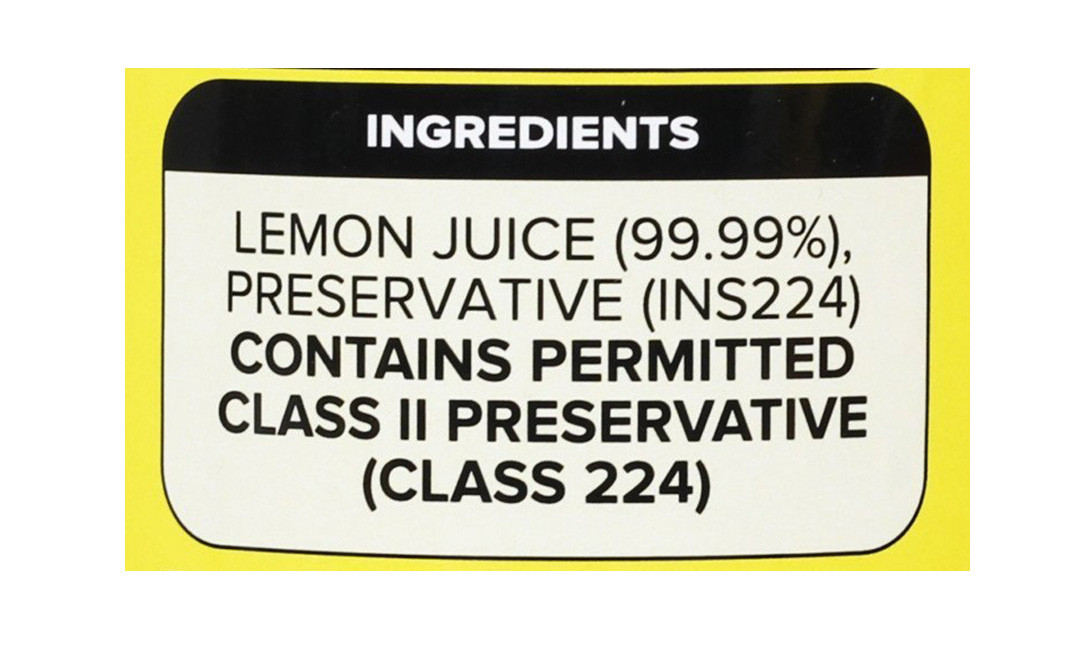 INGREDIENTS
LEMON JUICE (99.99%),
PRESERVATIVE (INS224)
CONTAINS PERMITTED
CLASS II PRESERVATIVE
(CLASS 224)